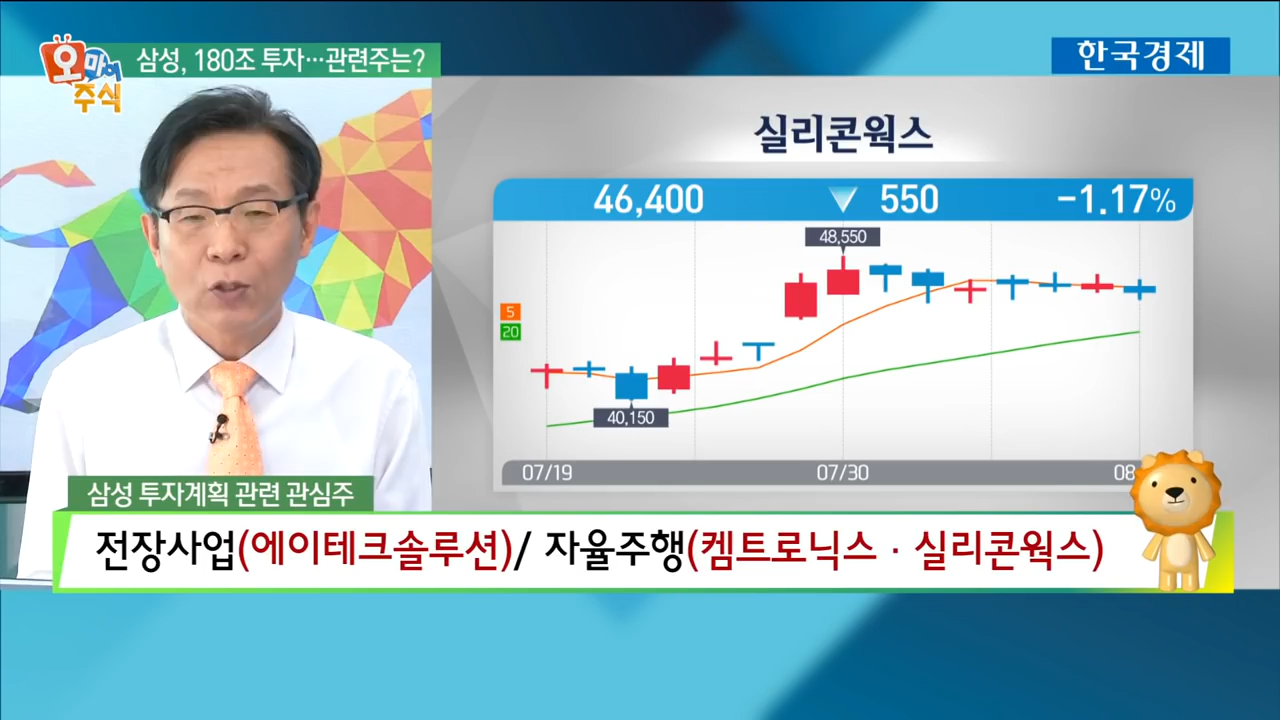 오마이
주식
삼성, 180조 투자…관련주는?
한국경제
실리콘웍스
46,400 ▼ 550 -1.17%
48,550
5
20
40,150
07/19 07/30 08
삼성 투자계획 관련 관심주
전장사업(에이테크솔루션)/ 자율주행(켐트로닉스 · 실리콘웍스)